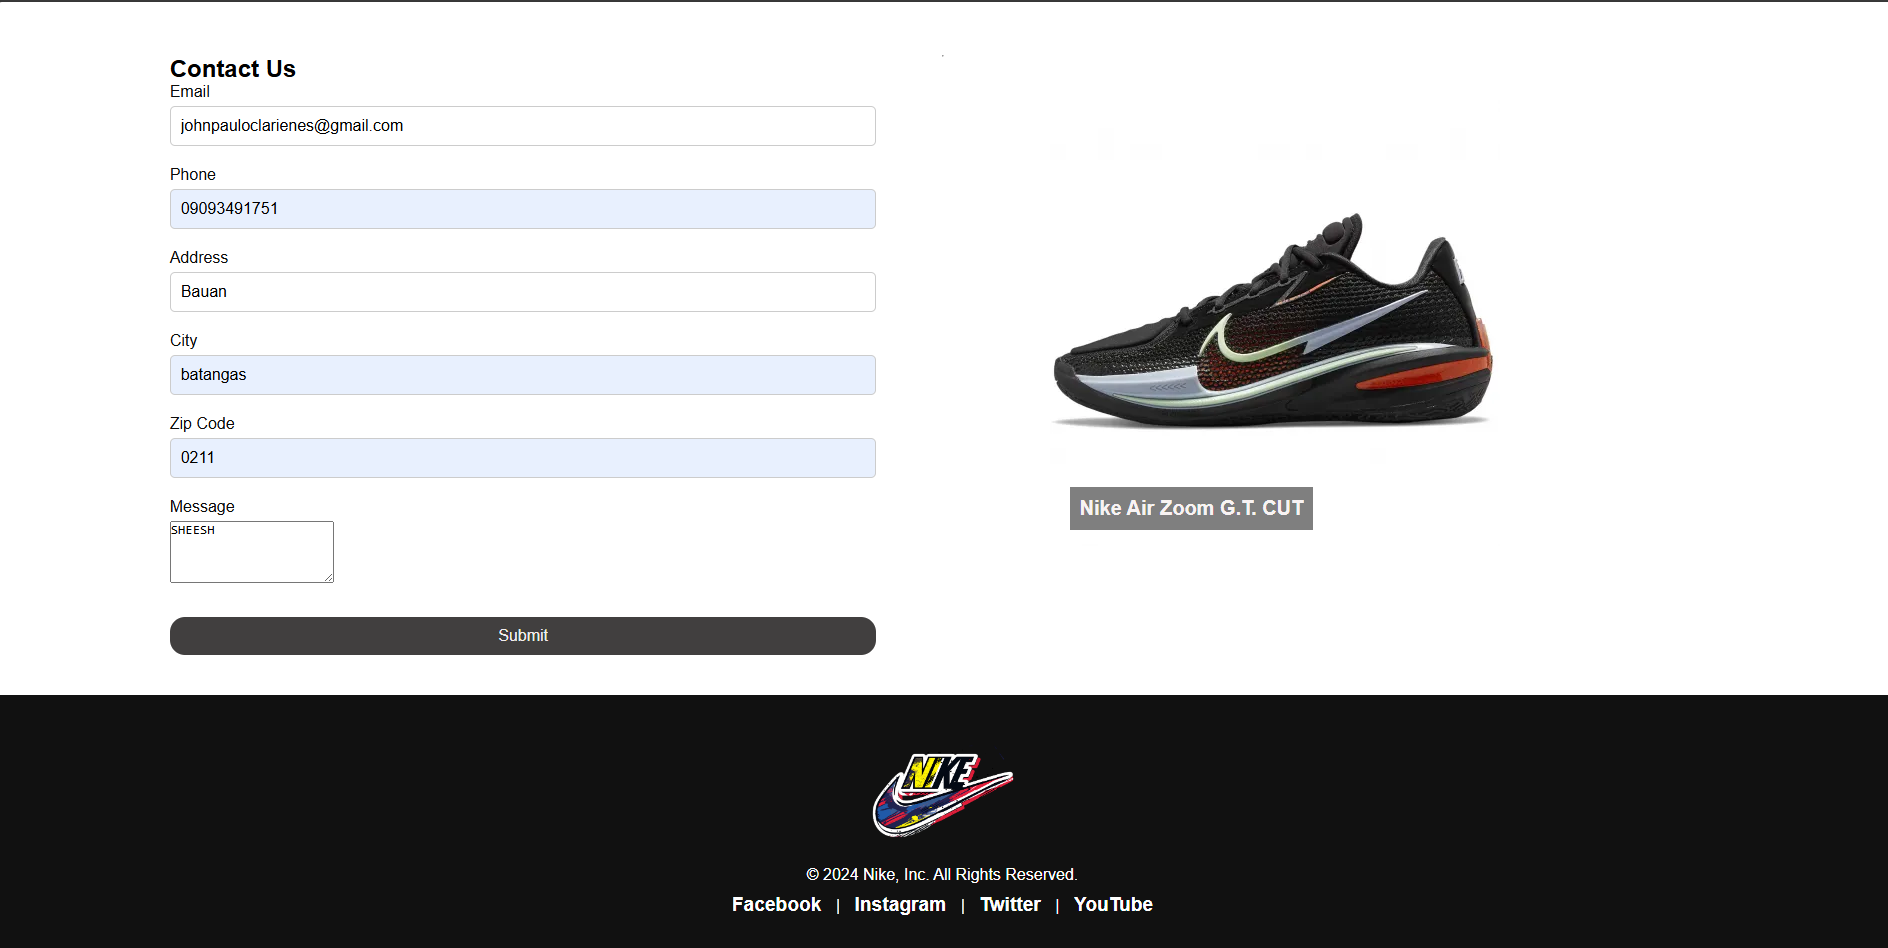 Contact Us
Email
johnpauloclarienes@gmail.com
Phone
09093491751
Address
Bauan
City
batangas
Zip Code
0211
Message
SHEESH
Submit
Nike Air Zoom G.T. CUT
NIKE
© 2024 Nike, Inc. All Rights Reserved.
Facebook | Instagram | Twitter | YouTube